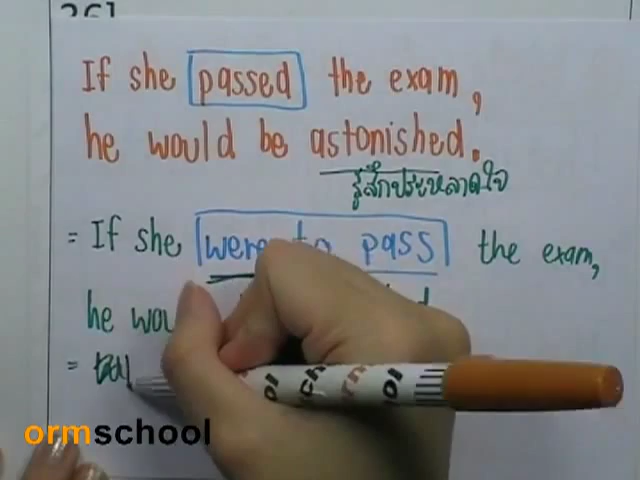 If she passed the exam,
he would be astonished.
รู้สึกประหลาดใจ
= If she were to pass the exam,
he
=
ormschool